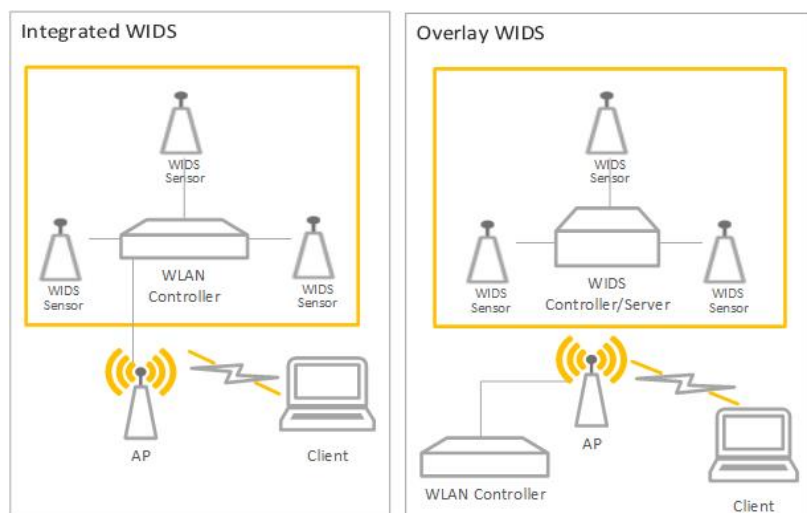 Integrated WIDS
WIDS
Sensor
WIDS
Sensor
WLAN
Controller
WIDS
Sensor
AP
Client
Overlay WIDS
WIDS
Sensor
WIDS
Sensor
WIDS
Controller/Server
WIDS
Sensor
AP
WLAN Controller
Client